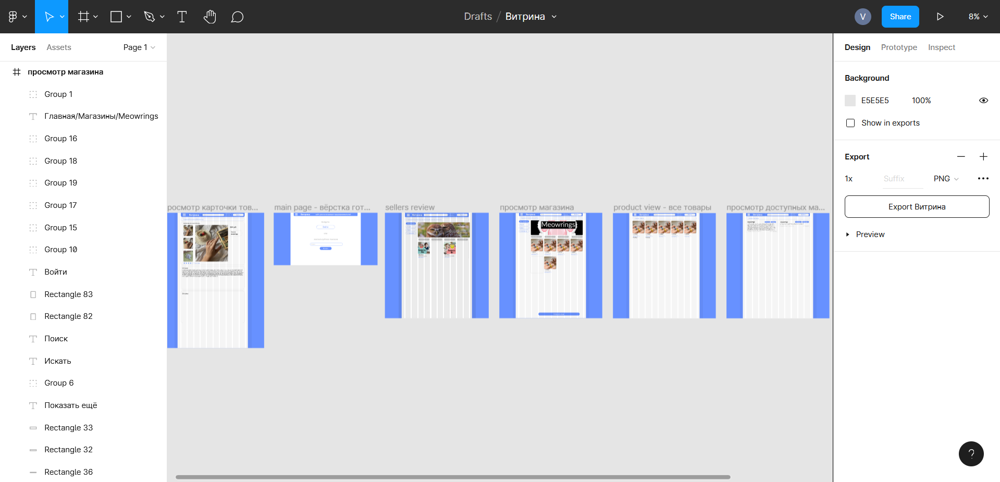 Drafts / Витрина
V
Share
8%
Layers
Assets
Page 1
просмотр магазина
Group 1
Главная/Магазины/Meowrings
Group 16
Group 18
Group 19
Group 17
Group 15
Group 10
Войти
Rectangle 83
Rectangle 82
Поиск
Искать
Group 6
Показать ещё
Rectangle 33
Rectangle 32
Rectangle 36
росмотр карточки тов...
main page - вёрстка гот...
sellers review
просмотр магазина
product view - все товары
просмотр доступных ма...
Meowrings
Design
Prototype
Inspect
Background
E5E5E5
100%
Show in exports
Export
1x
Suffix
PNG
Export Витрина
Preview
?